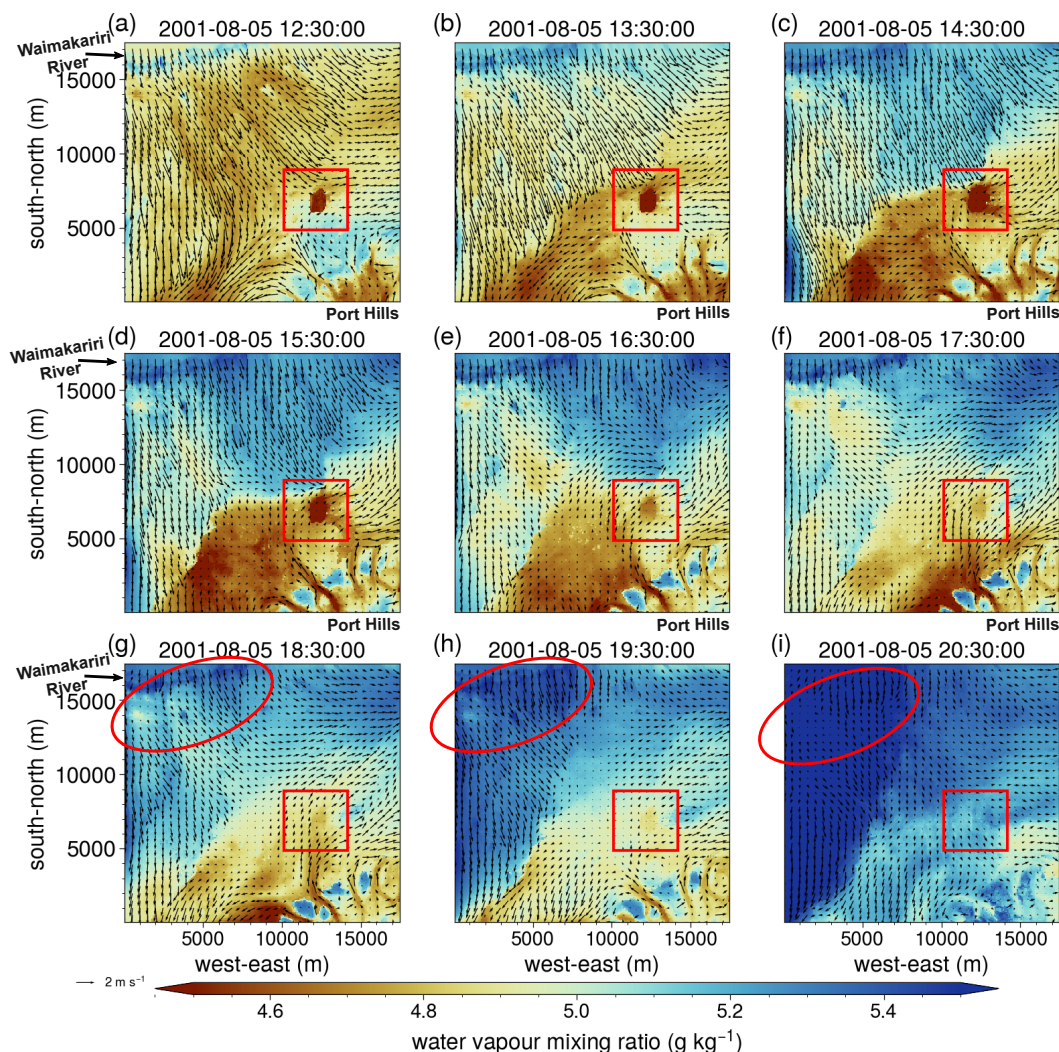 (a) 2001-08-05 12:30:00
(b) 2001-08-05 13:30:00
(c) 2001-08-05 14:30:00
Waimakariri
River
south-north (m)
15000
10000
5000
Port Hills
Port Hills
Port Hills
(d) 2001-08-05 15:30:00
(e) 2001-08-05 16:30:00
(f) 2001-08-05 17:30:00
Waimakariri
River
south-north (m)
15000
10000
5000
Port Hills
Port Hills
Port Hills
(g) 2001-08-05 18:30:00
(h) 2001-08-05 19:30:00
(i) 2001-08-05 20:30:00
Waimakariri
River
south-north (m)
15000
10000
5000
5000 10000 15000
5000 10000 15000
5000 10000 15000
west-east (m)
west-east (m)
west-east (m)
2 m s⁻¹
4.6 4.8 5.0 5.2 5.4
water vapour mixing ratio (g kg⁻¹)